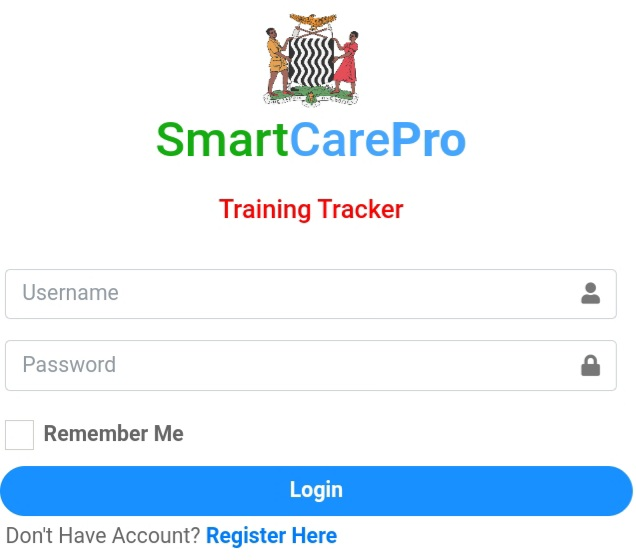 SmartCarePro
Training Tracker
Username
Password
Remember Me
Login
Don't Have Account? Register Here